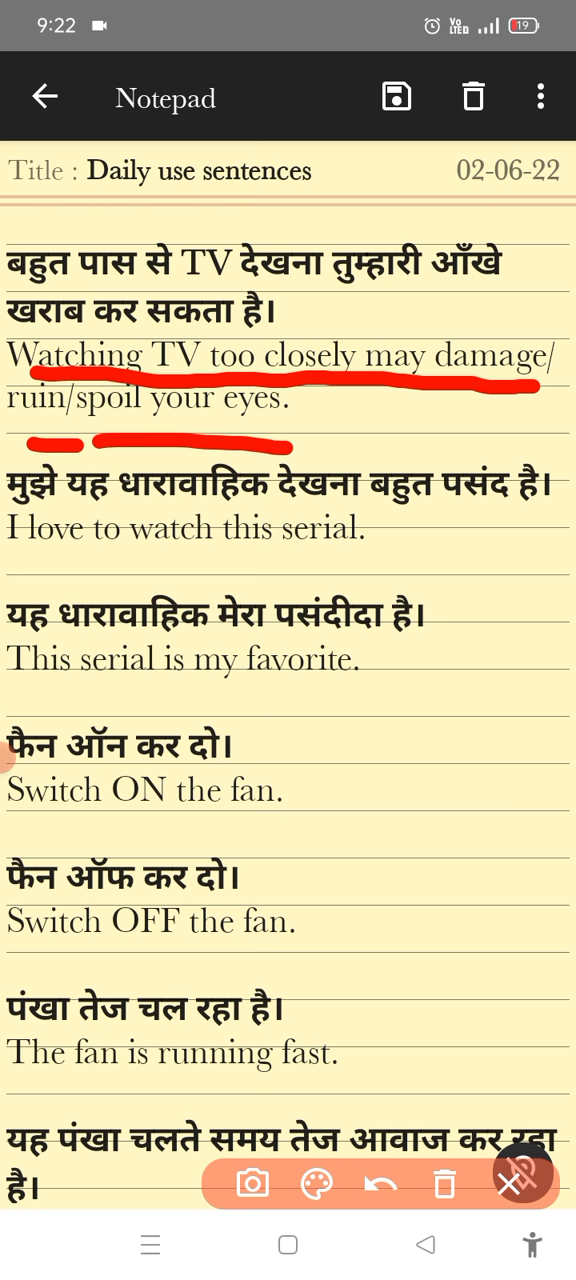 9:22
Vo
LTED
19
Notepad
Title : Daily use sentences 02-06-22
बहुत पास से TV देखना तुम्हारी आँखे
खराब कर सकता है।
Watching TV too closely may damage/
ruin/spoil your eyes.
मुझे यह धारावाहिक देखना बहुत पसंद है।
I love to watch this serial.
यह धारावाहिक मेरा पसंदीदा है।
This serial is my favorite.
फैन ऑन कर दो।
Switch ON the fan.
फैन ऑफ कर दो।
Switch OFF the fan.
पंखा तेज चल रहा है।
The fan is running fast.
यह पंखा चलते समय तेज आवाज कर रहा
है।